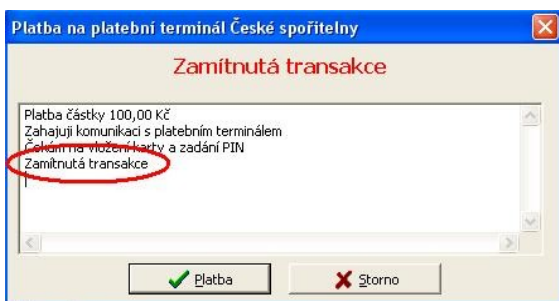 Platba na platební terminál České spořitelny
Zamítnutá transakce
Platba částky 100,00 Kč
Zahajuji komunikaci s platebním terminálem
Čekám na vložení karty a zadání PIN
Zamítnutá transakce
Platba
Storno